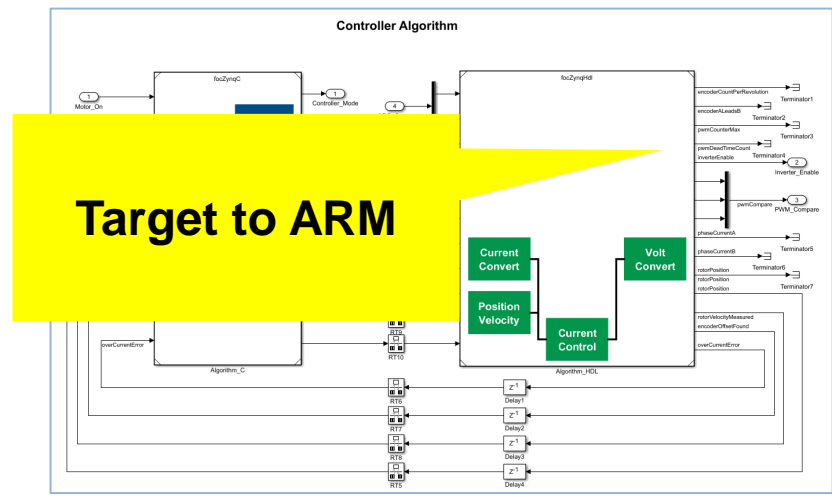 Controller Algorithm
focZynqC
focZynqHdl
1
Motor_On
1
Controller_Mode
4
encoderCountPerRevolution
Terminator1
encoderALeadsB
Terminator2
pwmCounterMax
Terminator3
pwmDeadTimeCount
Terminator4
inverterEnable
2
Inverter_Enable
Target to ARM
pwmCompare
3
PWM_Compare
phaseCurrentA
Terminator5
Current
Convert
Volt
Convert
phaseCurrentB
Terminator6
rotorPosition
rotorPosition
Terminator7
rotorPosition
Position
Velocity
Current
Control
RT9
rotorVelocityMeasured
encoderOffsetFound
overCurrentError
overCurrentError
RT10
Algorithm_C
Algorithm_HDL
RT6
Z-1
Delay1
RT7
Z-1
Delay2
RT8
Z-1
Delay3
RT5
Z-1
Delay4